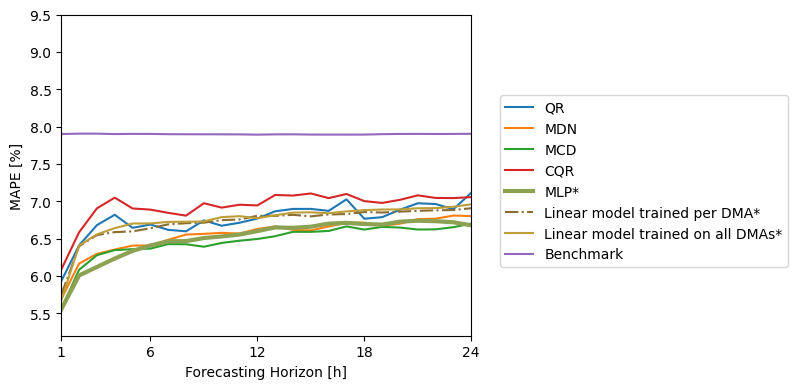 9.5
9.0
8.5
8.0
7.5
7.0
6.5
6.0
5.5
MAPE [%]
1 6 12 18 24
Forecasting Horizon [h]
QR
MDN
MCD
CQR
MLP*
Linear model trained per DMA*
Linear model trained on all DMAs*
Benchmark